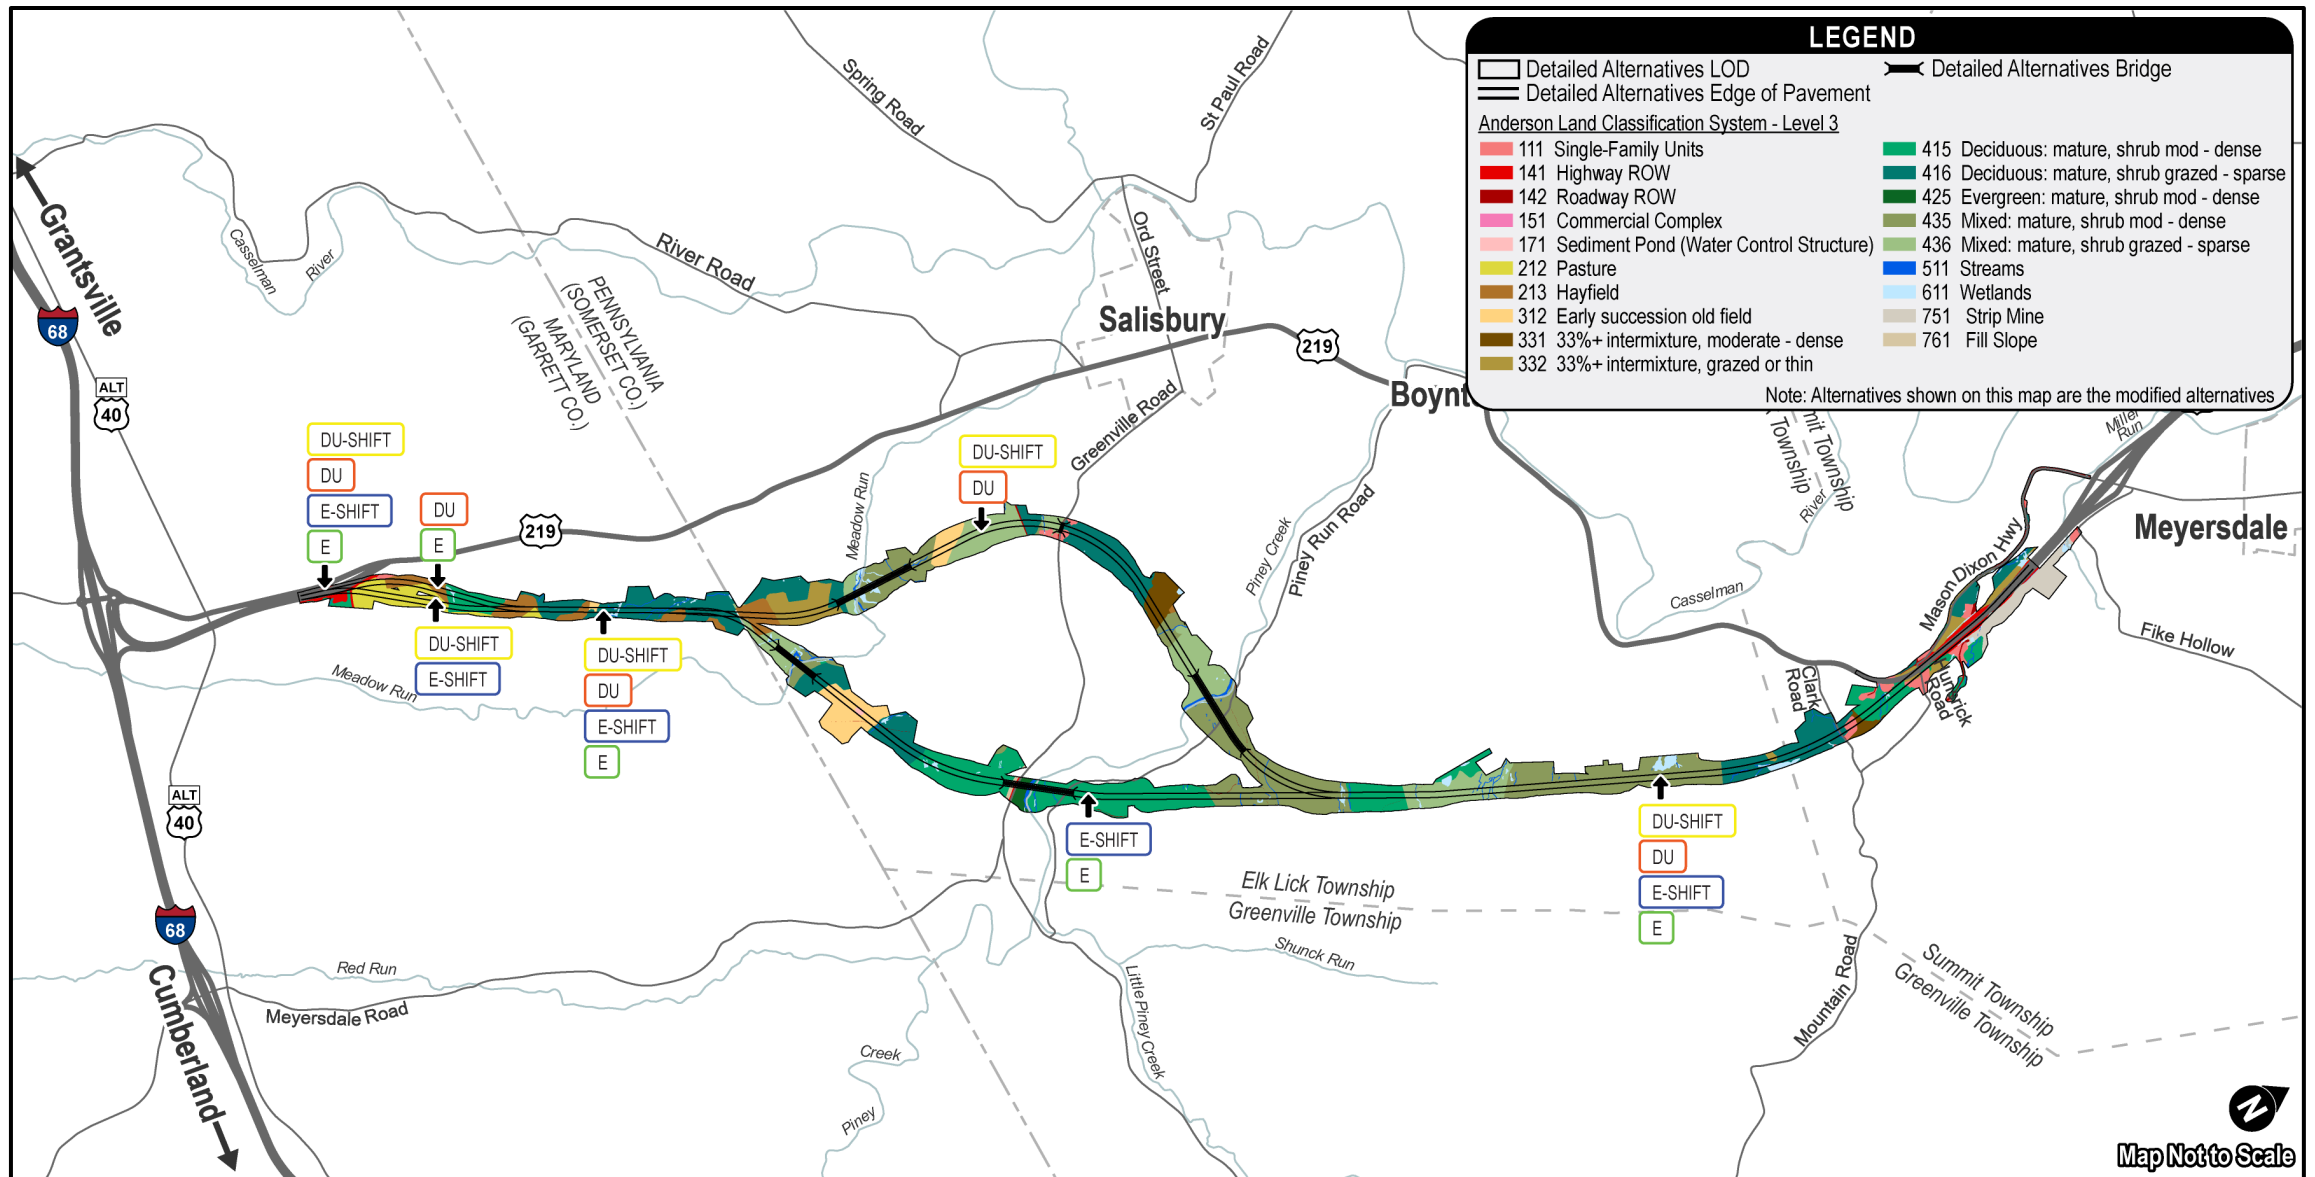 LEGEND
Detailed Alternatives LOD
Detailed Alternatives Bridge
Detailed Alternatives Edge of Pavement
Anderson Land Classification System - Level 3
111 Single-Family Units
141 Highway ROW
142 Roadway ROW
151 Commercial Complex
171 Sediment Pond (Water Control Structure)
212 Pasture
213 Hayfield
312 Early succession old field
331 33%+ intermixture, moderate - dense
332 33%+ intermixture, grazed or thin
415 Deciduous: mature, shrub mod - dense
416 Deciduous: mature, shrub grazed - sparse
425 Evergreen: mature, shrub mod - dense
435 Mixed: mature, shrub mod - dense
436 Mixed: mature, shrub grazed - sparse
511 Streams
611 Wetlands
751 Strip Mine
761 Fill Slope
Note: Alternatives shown on this map are the modified alternatives
Spring Road
St Paul Road
Grantsville
68
Casselman
River
River Road
Ord Street
Salisbury
219
PENNSYLVANIA
(SOMERSET CO.)
MARYLAND
(GARRETT CO.)
ALT
40
Greenville Road
Township
River
Miller
Run
Meyersdale
DU-SHIFT
DU
E-SHIFT
E
DU
E
219
DU-SHIFT
DU
Meadow Run
Piney Creek
Piney Run Road
Casselman
Mason Dixon Hwy
Fike Hollow
DU-SHIFT
E-SHIFT
Meadow Run
DU-SHIFT
DU
E-SHIFT
E
Clark
Road
Road
ALT
40
E-SHIFT
E
DU-SHIFT
DU
E-SHIFT
E
Elk Lick Township
Greenville Township
68
Red Run
Meyersdale Road
Cumberland
Shunck Run
Little Piney Creek
Creek
Piney
Mountain Road
Summit Township
Greenville Township
N
Map Not to Scale